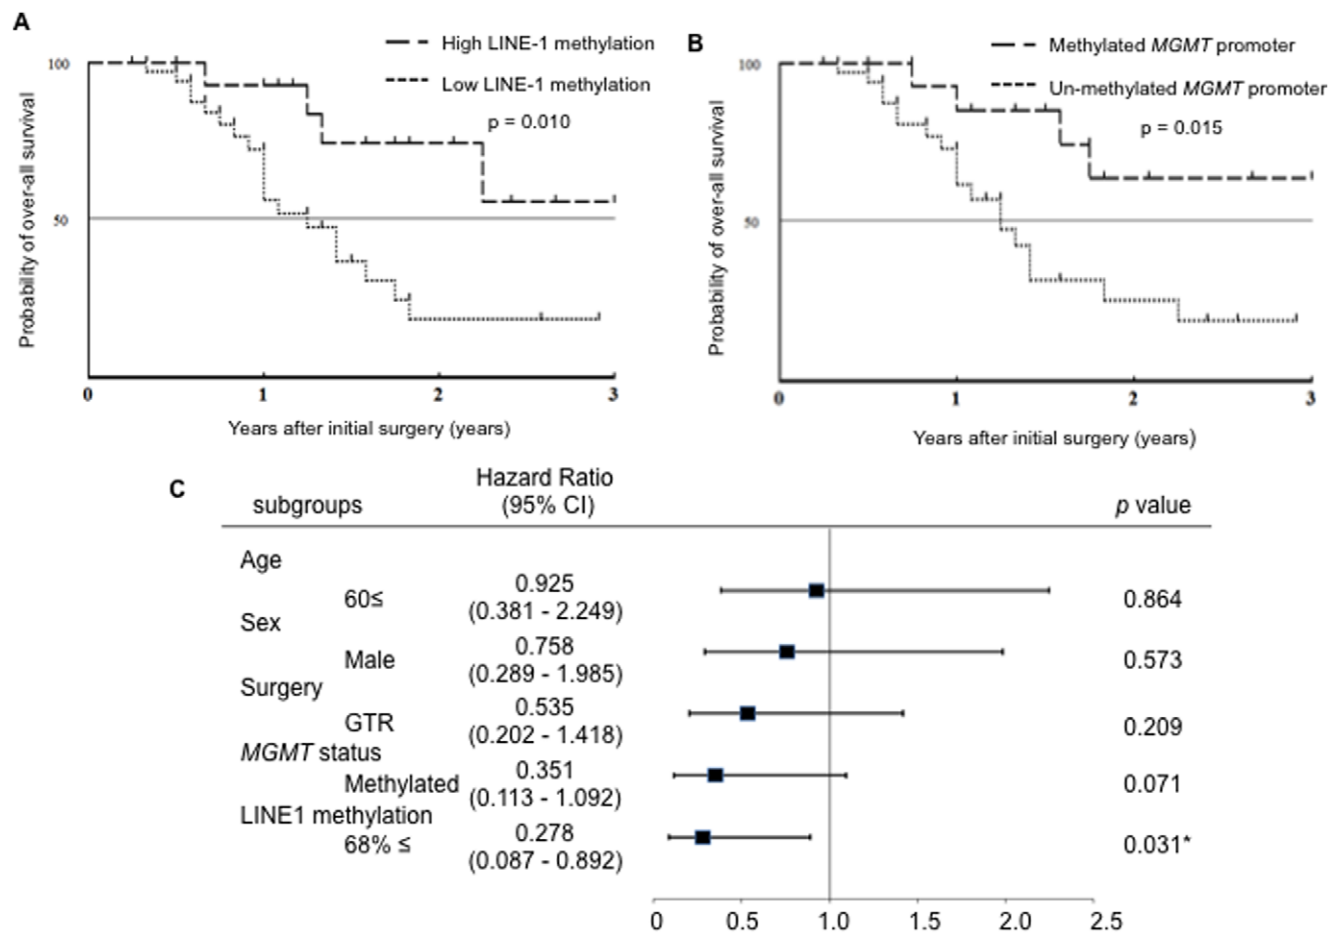 A
High LINE-1 methylation
Low LINE-1 methylation
p = 0.010
100
50
Probability of over-all survival
0 1 2 3
Years after initial surgery (years)
B
Methylated MGMT promoter
Un-methylated MGMT promoter
p = 0.015
100
50
Probability of over-all survival
0 1 2 3
Years after initial surgery (years)
C
subgroups Hazard Ratio (95% CI) p value
Age
60≤ 0.925 (0.381 - 2.249) 0.864
Sex
Male 0.758 (0.289 - 1.985) 0.573
Surgery
GTR 0.535 (0.202 - 1.418) 0.209
MGMT status
Methylated 0.351 (0.113 - 1.092) 0.071
LINE1 methylation
68% ≤ 0.278 (0.087 - 0.892) 0.031*
0 0.5 1.0 1.5 2.0 2.5